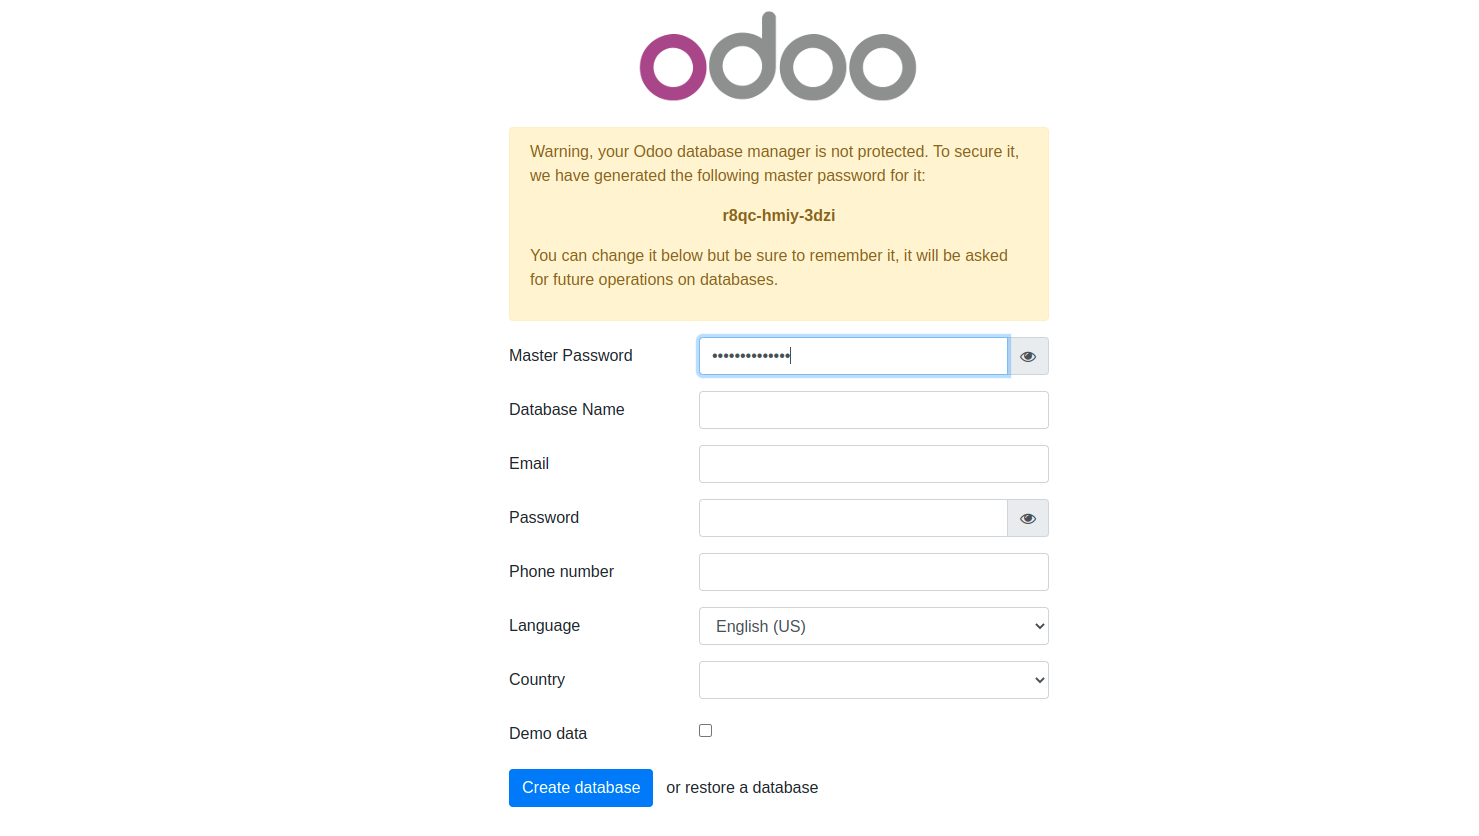 odoo
Warning, your Odoo database manager is not protected. To secure it,
we have generated the following master password for it:
r8qc-hmiy-3dzi
You can change it below but be sure to remember it, it will be asked
for future operations on databases.
Master Password ••••••••••••••
Database Name
Email
Password
Phone number
Language English (US)
Country
Demo data
Create database or restore a database